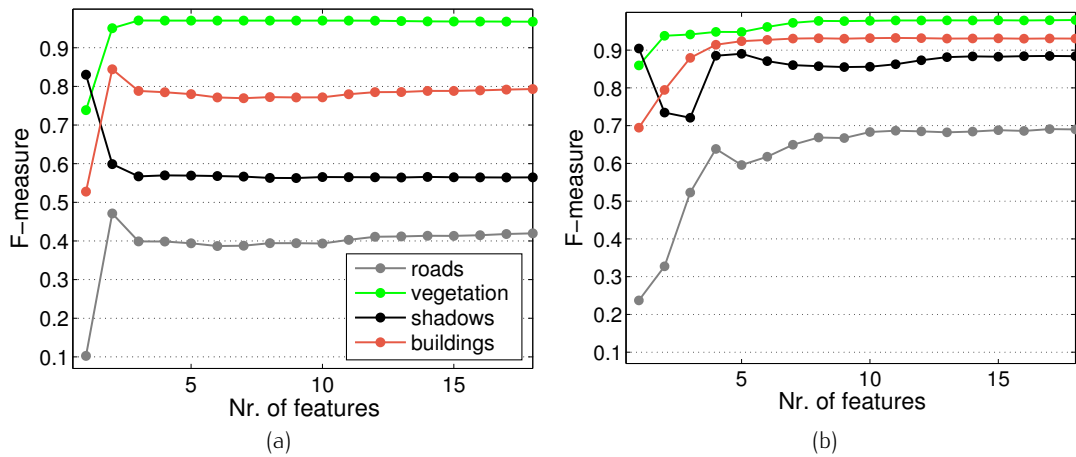 0.9
0.8
0.7
0.6
0.5
0.4
0.3
0.2
0.1
F-measure
5
10
15
Nr. of features
roads
vegetation
shadows
buildings
(a)
0.9
0.8
0.7
0.6
0.5
0.4
0.3
0.2
0.1
F-measure
5
10
15
Nr. of features
(b)